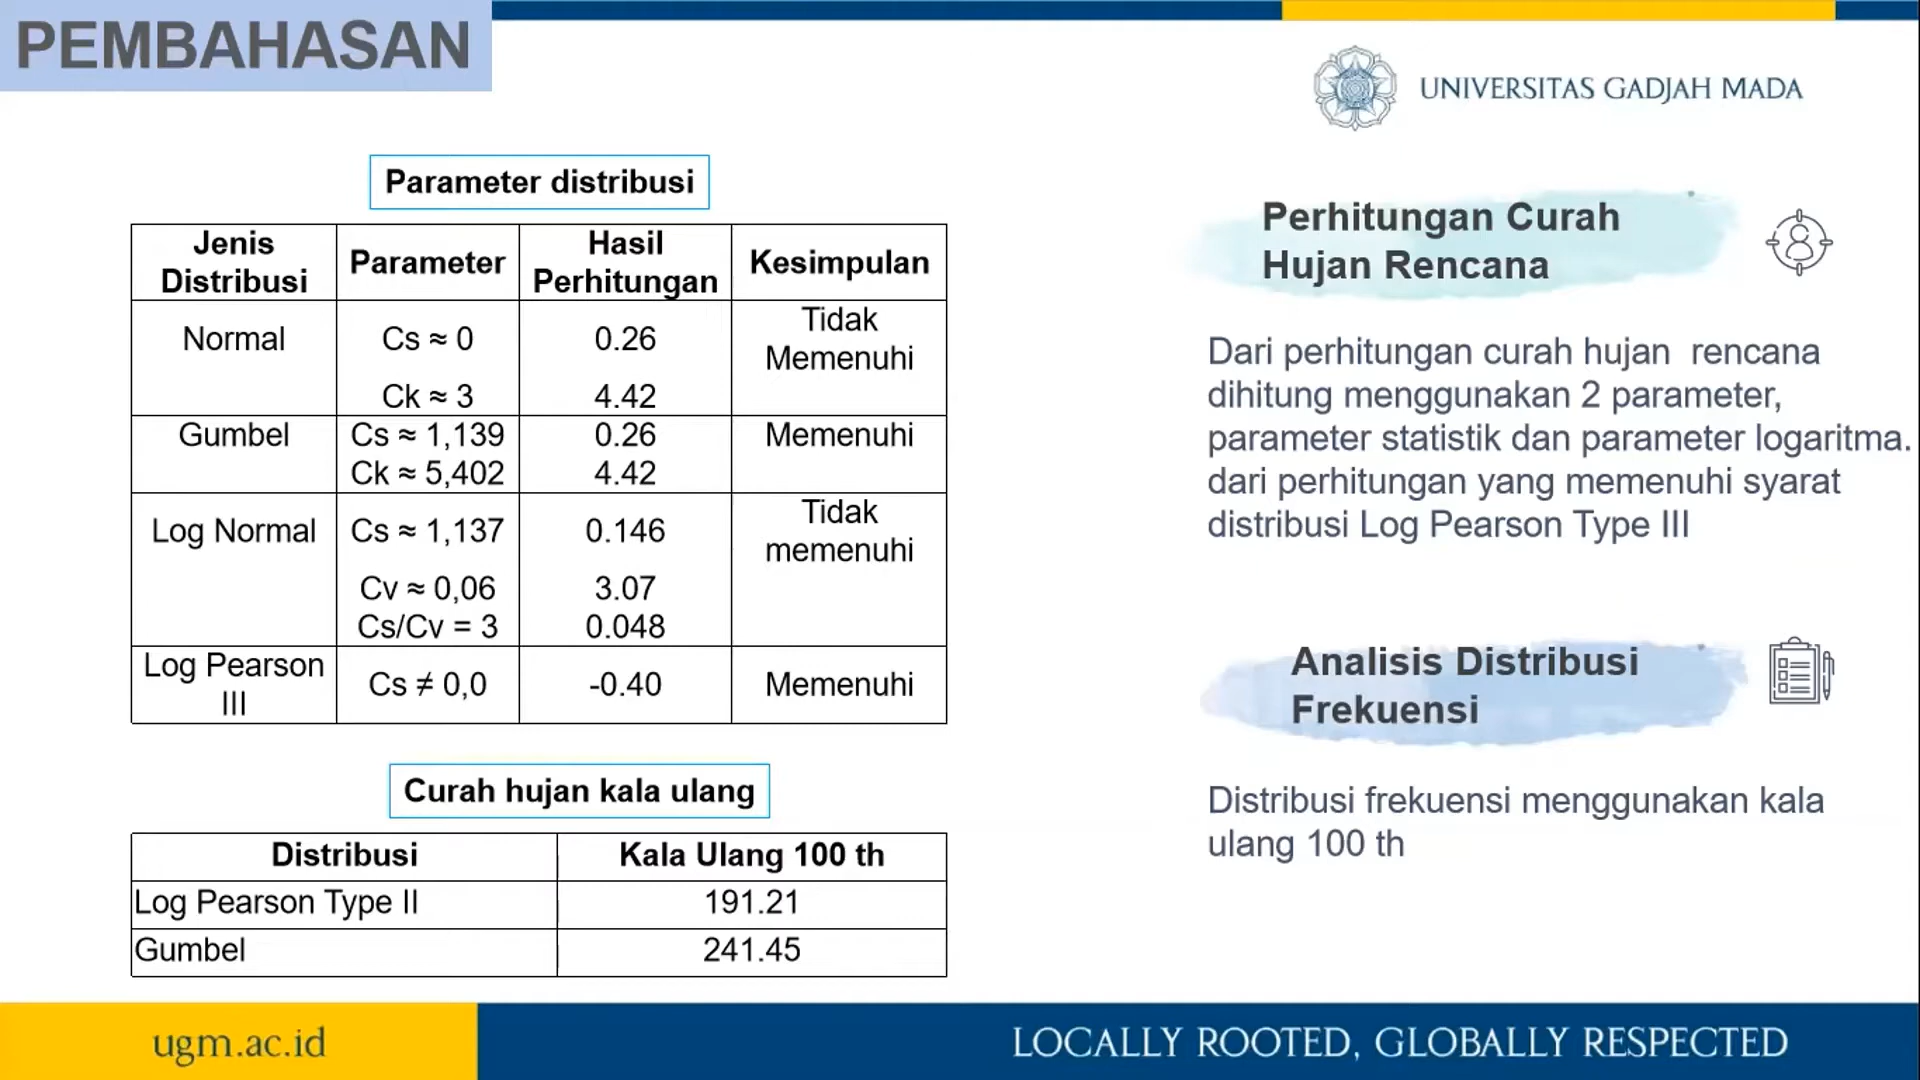 PEMBAHASAN
UNIVERSITAS GADJAH MADA
Parameter distribusi
Jenis Distribusi Parameter Hasil Perhitungan Kesimpulan
Normal Cs ≈ 0 0.26 Tidak Memenuhi
Ck ≈ 3 4.42
Gumbel Cs ≈ 1,139 0.26 Memenuhi
Ck ≈ 5,402 4.42
Log Normal Cs ≈ 1,137 0.146 Tidak memenuhi
Cv ≈ 0,06 3.07
Cs/Cv = 3 0.048
Log Pearson III Cs ≠ 0,0 -0.40 Memenuhi
Curah hujan kala ulang
Distribusi Kala Ulang 100 th
Log Pearson Type II 191.21
Gumbel 241.45
Perhitungan Curah
Hujan Rencana
Dari perhitungan curah hujan rencana
dihitung menggunakan 2 parameter,
parameter statistik dan parameter logaritma.
dari perhitungan yang memenuhi syarat
distribusi Log Pearson Type III
Analisis Distribusi
Frekuensi
Distribusi frekuensi menggunakan kala
ulang 100 th
ugm.ac.id
LOCALLY ROOTED, GLOBALLY RESPECTED